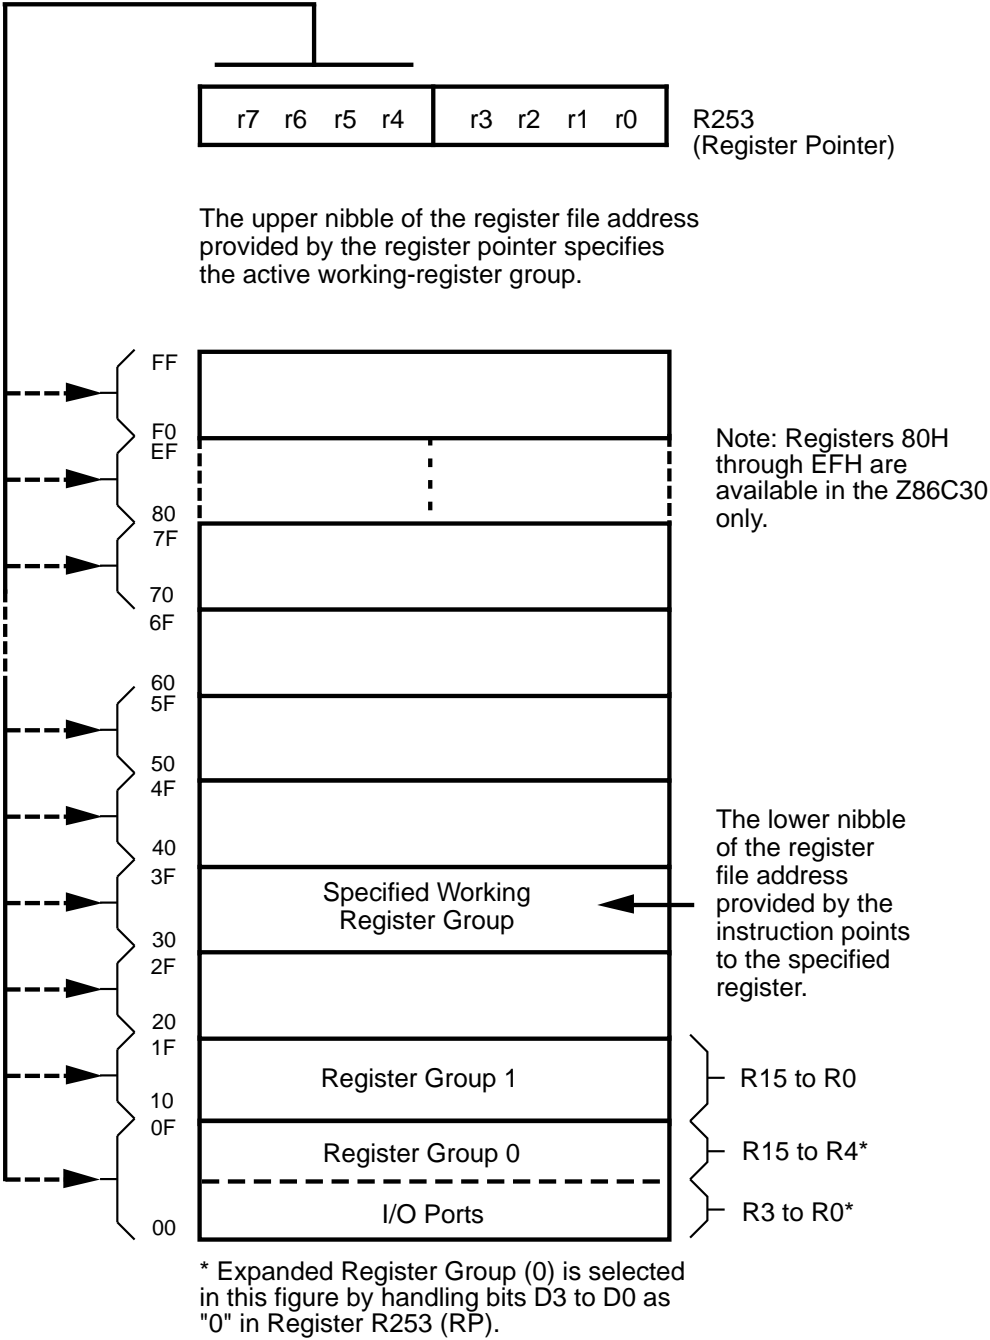 r7 r6 r5 r4 r3 r2 r1 r0
R253
(Register Pointer)
The upper nibble of the register file address
provided by the register pointer specifies
the active working-register group.
FF
F0
EF
80
7F
70
6F
60
5F
50
4F
40
3F
30
2F
20
1F
10
0F
00
Note: Registers 80H
through EFH are
available in the Z86C30
only.
Specified Working
Register Group
The lower nibble
of the register
file address
provided by the
instruction points
to the specified
register.
Register Group 1
R15 to R0
Register Group 0
R15 to R4*
I/O Ports
R3 to R0*
* Expanded Register Group (0) is selected
in this figure by handling bits D3 to D0 as
"0" in Register R253 (RP).